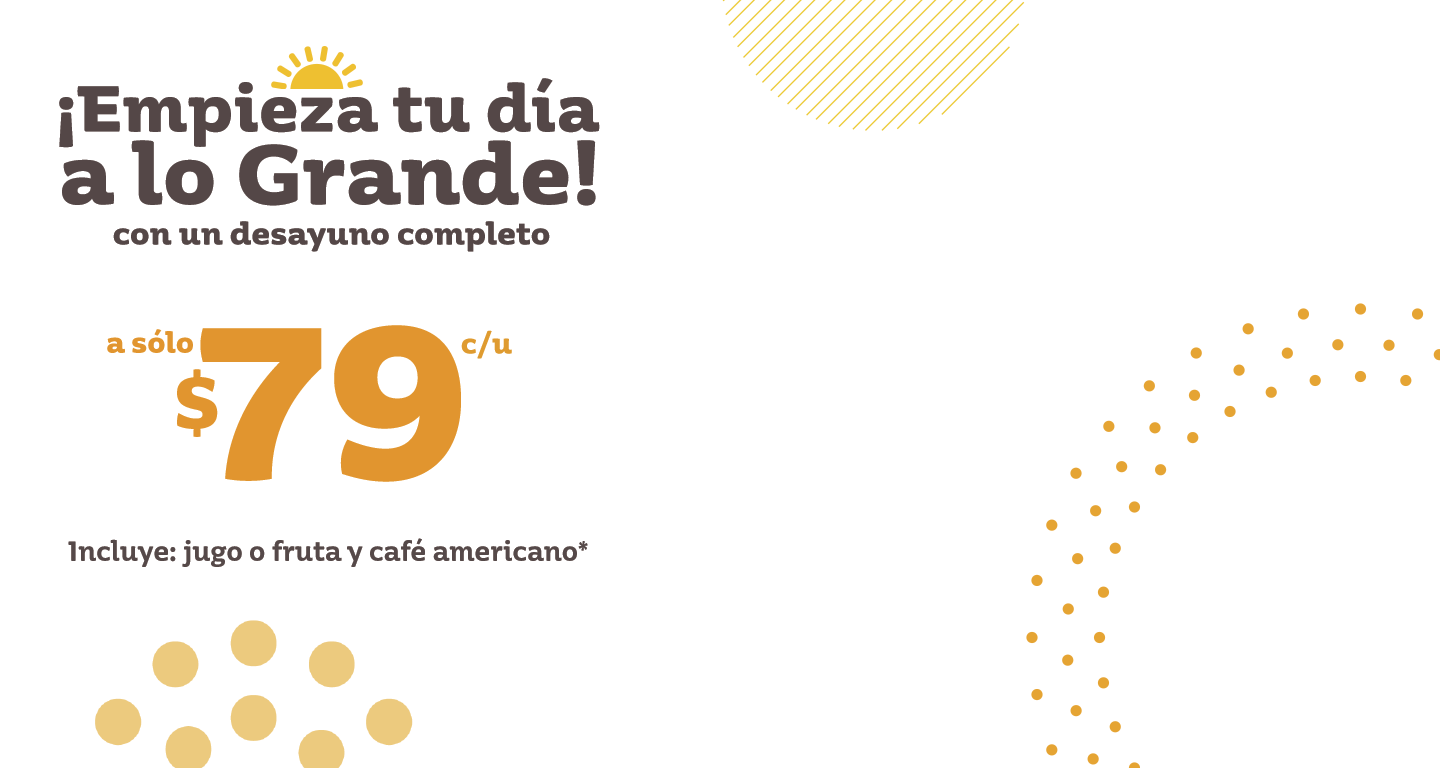 ¡Empieza tu día
a lo Grande!
con un desayuno completo
a sólo $79 c/u
Incluye: jugo o fruta y café americano*